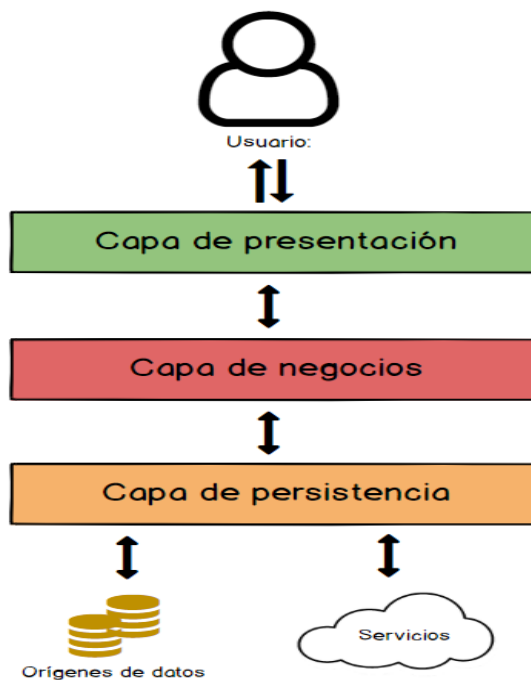 Usuario:
Capa de presentación
Capa de negocios
Capa de persistencia
Servicios
Orígenes de datos